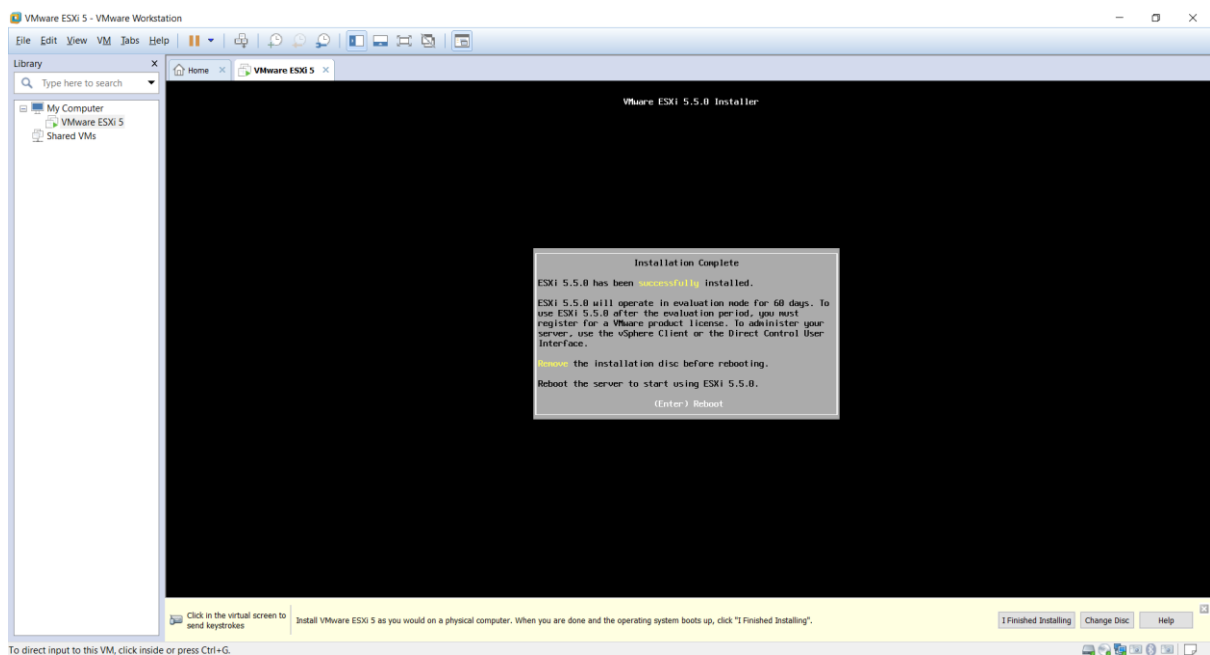 VMware ESXi 5 - VMware Workstation
File Edit View VM Tabs Help
Library x
Home × VMware ESXi 5 ×
Type here to search
My Computer
VMware ESXi 5
Shared VMs
VMware ESXi 5.5.0 Installer
Installation Complete
ESXi 5.5.0 has been successfully installed.
ESXi 5.5.0 will operate in evaluation mode for 60 days. To
use ESXi 5.5.0 after the evaluation period, you must
register for a VMware product license. To administer your
server, use the vSphere Client or the Direct Control User
Interface.
Remove the installation disc before rebooting.
Reboot the server to start using ESXi 5.5.0.
(Enter) Reboot
Click in the virtual screen to
send keystrokes
Install VMware ESXi 5 as you would on a physical computer. When you are done and the operating system boots up, click "I Finished Installing".
I Finished Installing Change Disc Help
To direct input to this VM, click inside or press Ctrl+G.